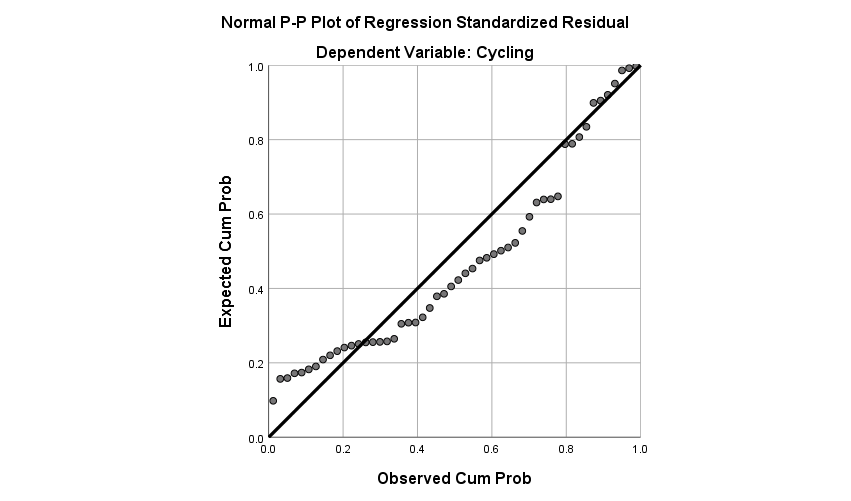 Normal P-P Plot of Regression Standardized Residual
Dependent Variable: Cycling
1.0
0.8
0.6
0.4
0.2
0.0
Expected Cum Prob
0.0 0.2 0.4 0.6 0.8 1.0
Observed Cum Prob